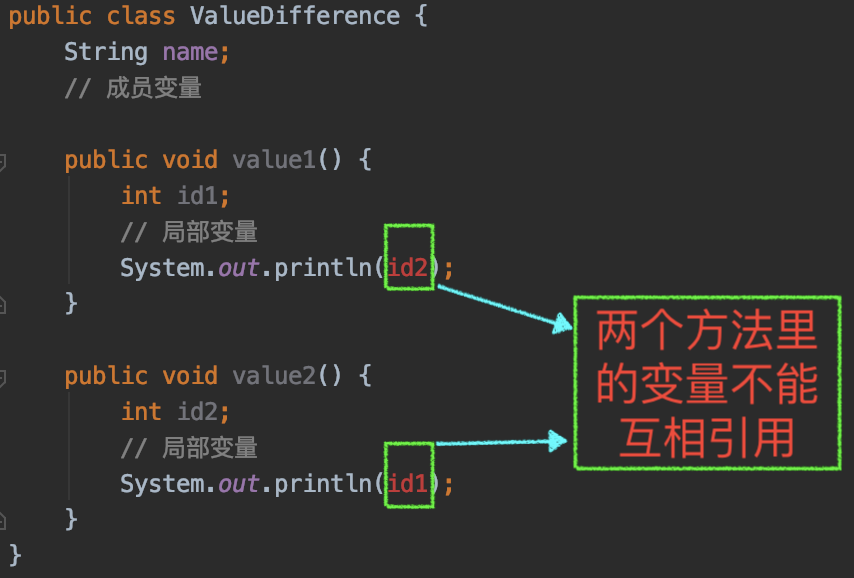 public class ValueDifference {
String name;
// 成员变量
public void value1() {
int id1;
// 局部变量
System.out.println(id2);
}
public void value2() {
int id2;
// 局部变量
System.out.println(id1);
}
}
两个方法里
的变量不能
互相引用